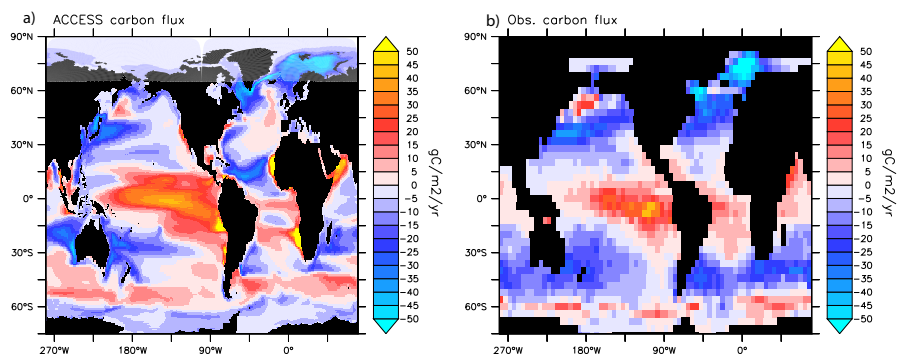 a) ACCESS carbon flux
90°N
60°N
30°N
0°
30°S
60°S
270°W 180°W 90°W 0°
50
45
40
35
30
25
20
15
10
5
0
−5
−10
−15
−20
−25
−30
−35
−40
−45
−50
gC/m2/yr
b) Obs. carbon flux
90°N
60°N
30°N
0°
30°S
60°S
270°W 180°W 90°W 0°
50
45
40
35
30
25
20
15
10
5
0
−5
−10
−15
−20
−25
−30
−35
−40
−45
−50
gC/m2//yr